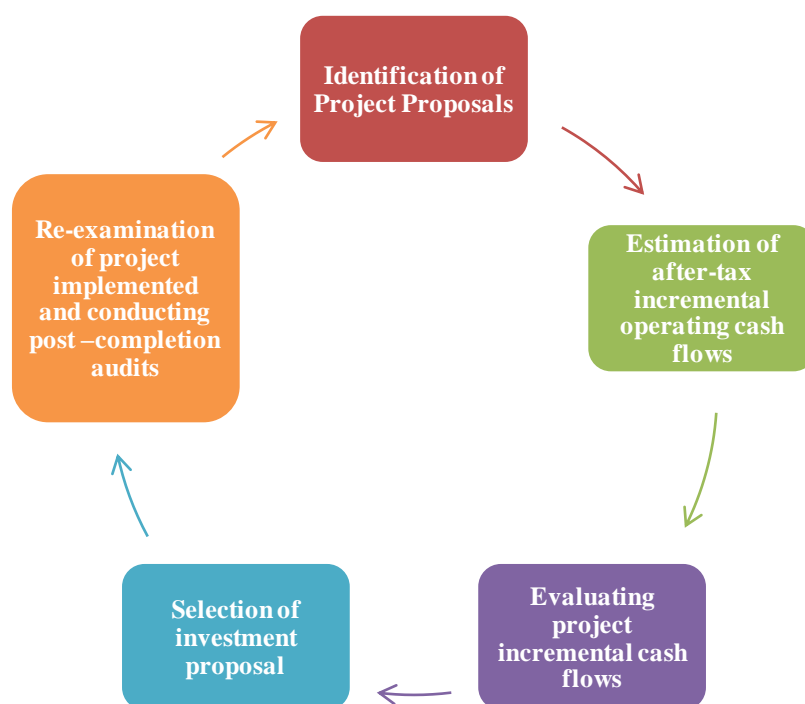 Identification of
Project Proposals
Estimation of
after-tax
incremental
operating cash
flows
Evaluating
project
incremental cash
flows
Selection of
investment
proposal
Re-examination
of project
implemented
and conducting
post –completion
audits